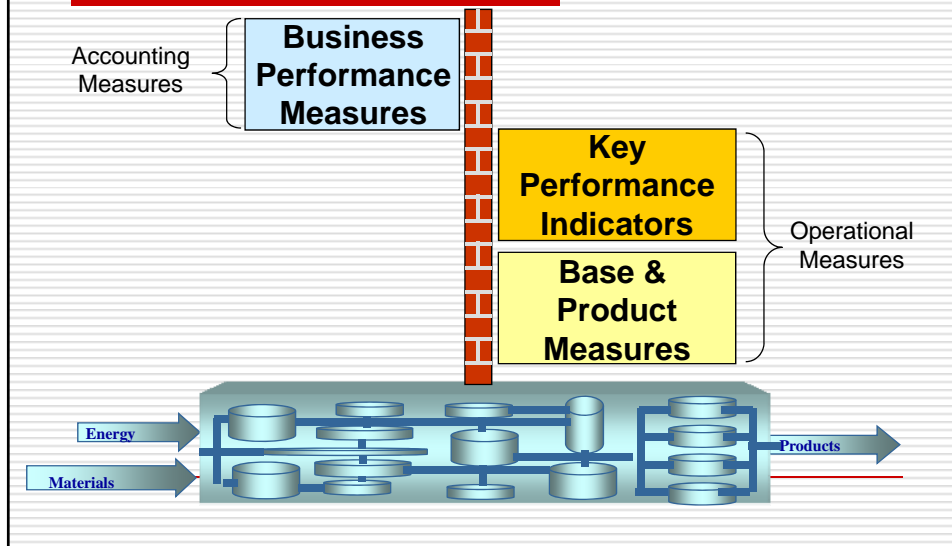 Accounting
Measures
Business
Performance
Measures
Key
Performance
Indicators
Operational
Measures
Base &
Product
Measures
Energy
Materials
Products